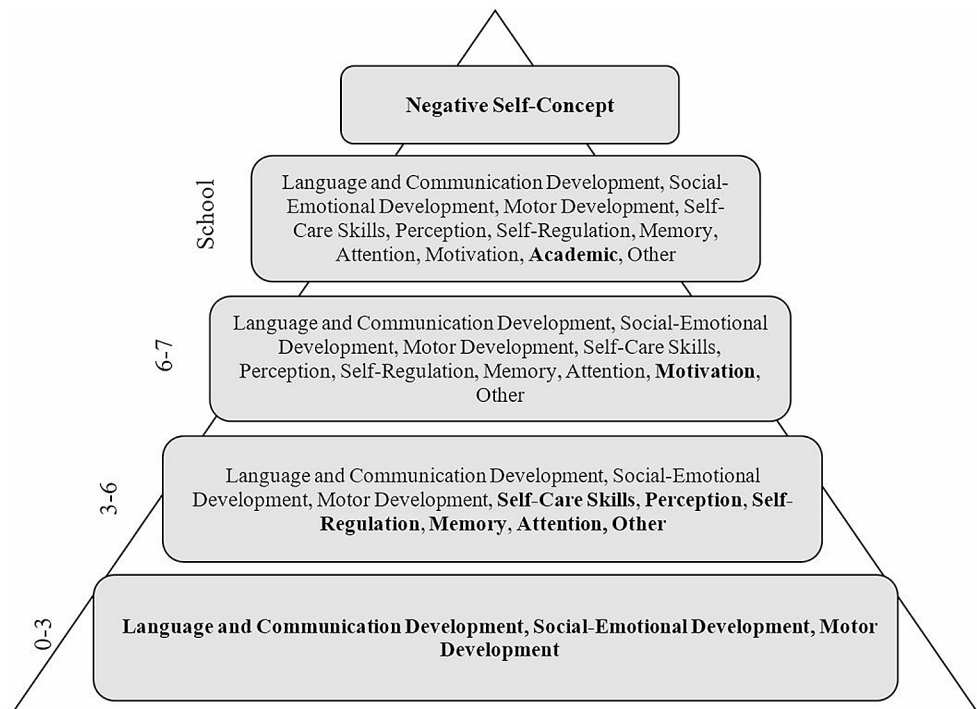 Negative Self-Concept
School
Language and Communication Development, Social-
Emotional Development, Motor Development, Self-
Care Skills, Perception, Self-Regulation, Memory,
Attention, Motivation, Academic, Other
6-7
Language and Communication Development, Social-Emotional
Development, Motor Development, Self-Care Skills,
Perception, Self-Regulation, Memory, Attention, Motivation,
Other
3-6
Language and Communication Development, Social-Emotional
Development, Motor Development, Self-Care Skills, Perception, Self-
Regulation, Memory, Attention, Other
0-3
Language and Communication Development, Social-Emotional Development, Motor
Development